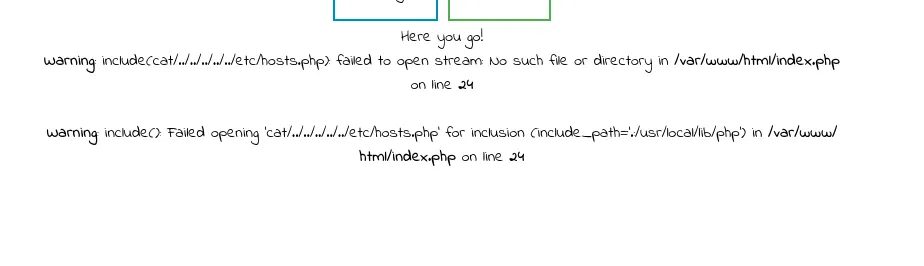 Here you go!
Warning: include(cat/../../../../../etc/hosts.php): failed to open stream: No such file or directory in /var/www/html/index.php
on line 24
Warning: include(): Failed opening 'cat/../../../../../etc/hosts.php' for inclusion (include_path='.:/usr/local/lib/php') in /var/www/
html/index.php on line 24